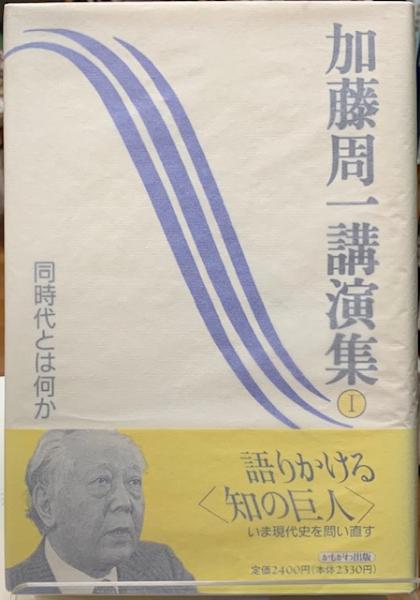 加藤周一講演集
I
同時代とは何か
語りかける
〈知の巨人〉
いま現代史を問い直す
かもがわ出版
定価2400円(本体2330円)